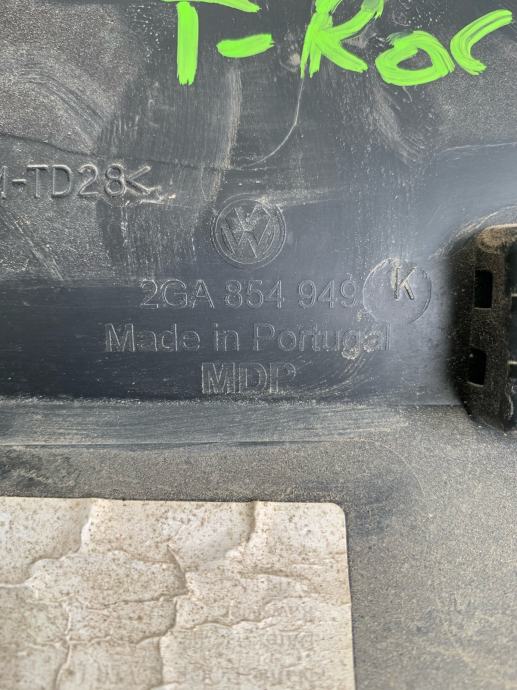 T-Roc
-TD28<
2GA 854 949 K
Made in Portugal
MDP